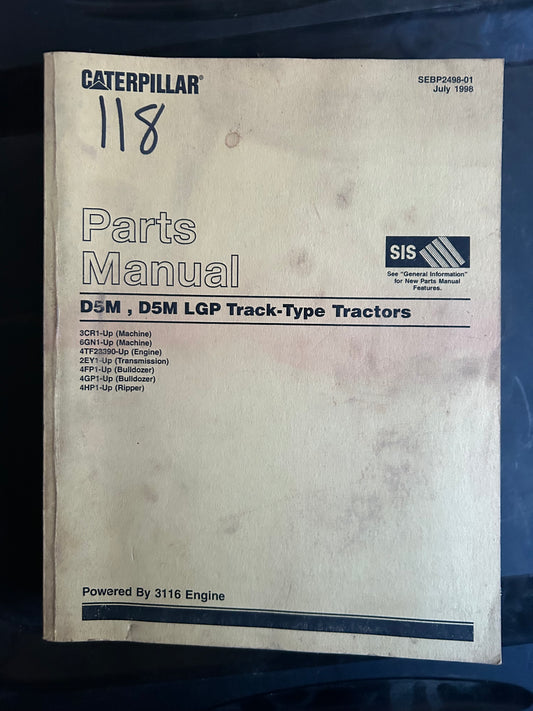 CATERPILLAR®
SEBP2498-01
July 1998
118
Parts
Manual
SIS
See "General Information"
for New Parts Manual
Features.
D5M , D5M LGP Track-Type Tractors
3CR1-Up (Machine)
6GN1-Up (Machine)
4TF23390-Up (Engine)
2EY1-Up (Transmission)
4FP1-Up (Bulldozer)
4GP1-Up (Bulldozer)
4HP1-Up (Ripper)
Powered By 3116 Engine